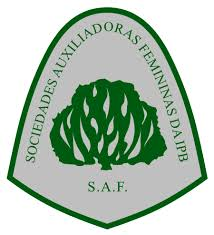 SOCIEDADES AUXILIADORAS FEMININAS DA IPB
S.A.F.